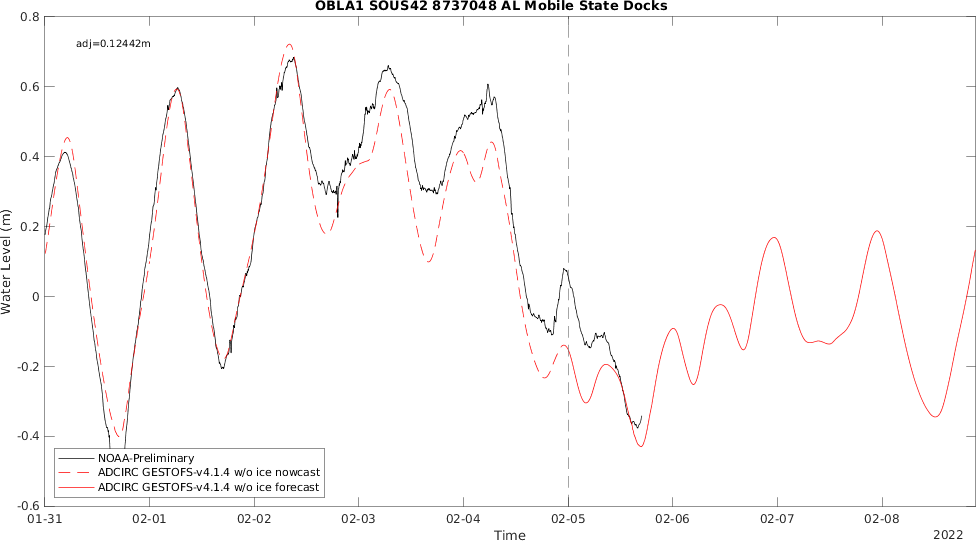 OBLA1 SOUS42 8737048 AL Mobile State Docks
adj=0.12442m
0.8
0.6
0.4
0.2
0
-0.2
-0.4
-0.6
Water Level (m)
NOAA-Preliminary
ADCIRC GESTOFS-v4.1.4 w/o ice nowcast
ADCIRC GESTOFS-v4.1.4 w/o ice forecast
01-31 02-01 02-02 02-03 02-04 02-05 02-06 02-07 02-08
Time
2022